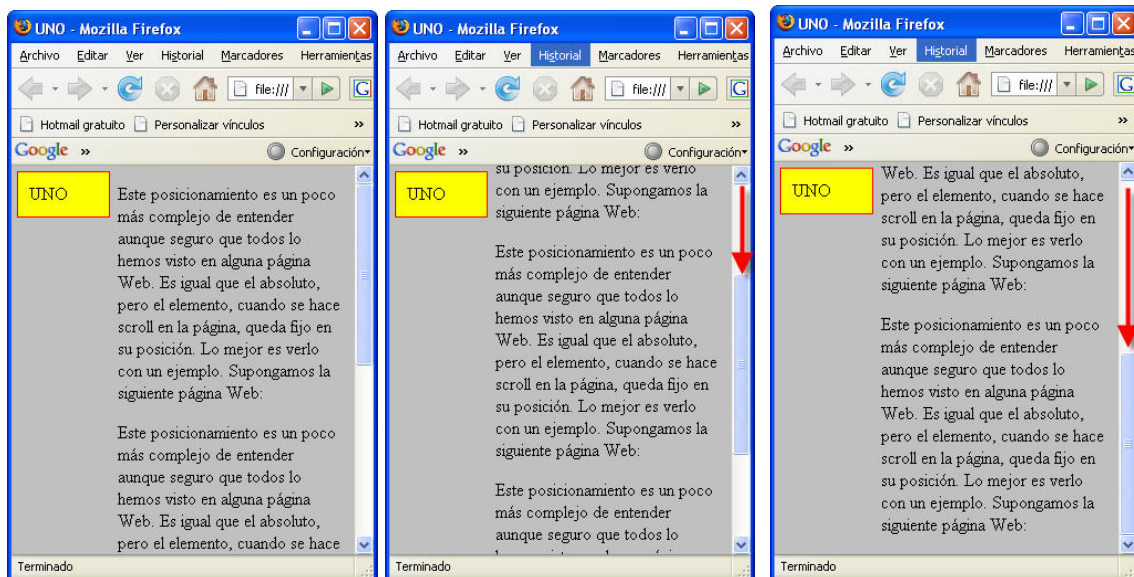 UNO - Mozilla Firefox
Archivo Editar Ver Historial Marcadores Herramientas
file:///
G
Hotmail gratuito Personalizar vínculos »
Google » Configuración
UNO
Este posicionamiento es un poco
más complejo de entender
aunque seguro que todos lo
hemos visto en alguna página
Web. Es igual que el absoluto,
pero el elemento, cuando se hace
scroll en la página, queda fijo en
su posición. Lo mejor es verlo
con un ejemplo. Supongamos la
siguiente página Web:
Este posicionamiento es un poco
más complejo de entender
aunque seguro que todos lo
hemos visto en alguna página
Web. Es igual que el absoluto,
pero el elemento, cuando se hace
Terminado
UNO - Mozilla Firefox
Archivo Editar Ver Historial Marcadores Herramientas
file:///
G
Hotmail gratuito Personalizar vínculos »
Google » Configuración
UNO
su posición. Lo mejor es verlo
con un ejemplo. Supongamos la
siguiente página Web:
Este posicionamiento es un poco
más complejo de entender
aunque seguro que todos lo
hemos visto en alguna página
Web. Es igual que el absoluto,
pero el elemento, cuando se hace
scroll en la página, queda fijo en
su posición. Lo mejor es verlo
con un ejemplo. Supongamos la
siguiente página Web:
Este posicionamiento es un poco
más complejo de entender
aunque seguro que todos lo
Terminado
UNO - Mozilla Firefox
Archivo Editar Ver Historial Marcadores Herramientas
file:///
G
Hotmail gratuito Personalizar vínculos »
Google » Configuración
UNO
Web. Es igual que el absoluto,
pero el elemento, cuando se hace
scroll en la página, queda fijo en
su posición. Lo mejor es verlo
con un ejemplo. Supongamos la
siguiente página Web:
Este posicionamiento es un poco
más complejo de entender
aunque seguro que todos lo
hemos visto en alguna página
Web. Es igual que el absoluto,
pero el elemento, cuando se hace
scroll en la página, queda fijo en
su posición. Lo mejor es verlo
con un ejemplo. Supongamos la
siguiente página Web:
Terminado